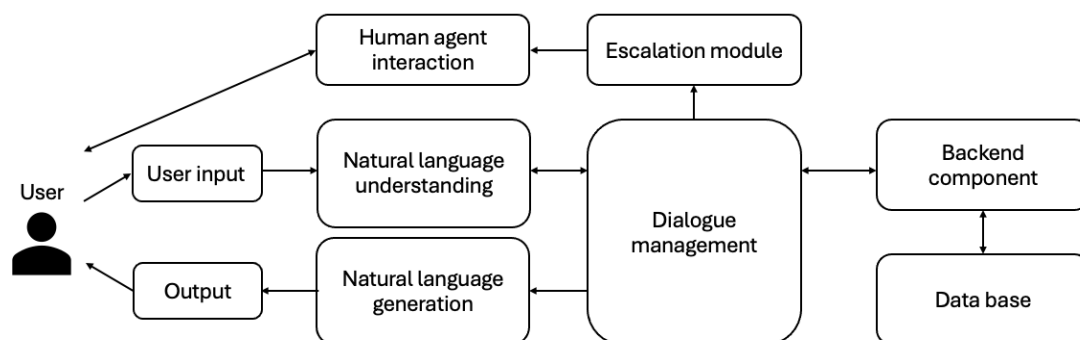 Human agent
interaction
Escalation module
User input
Natural language
understanding
Backend
component
User
Dialogue
management
Output
Natural language
generation
Data base